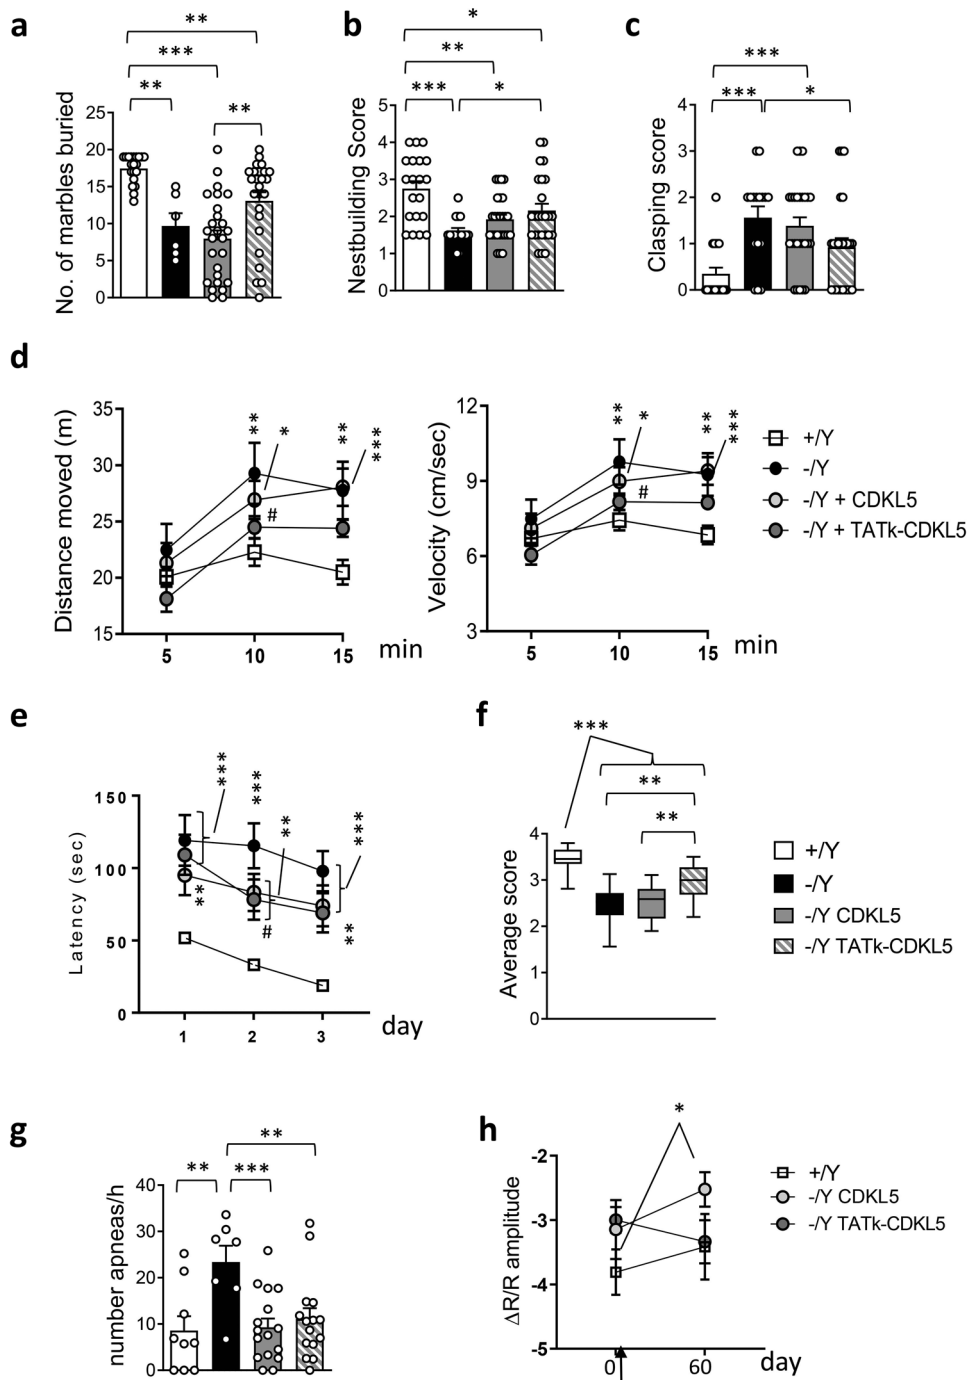 a
**
***
**
**
No. of marbles buried
25
20
15
10
5
0
b
*
**
***
*
Nestbuilding Score
5
4
3
2
1
0
c
***
***
*
Clasping score
4
3
2
1
0
d
Distance moved (m)
35
30
25
20
15
**
*
#
**
***
5
10
15
min
Velocity (cm/sec)
12
9
6
3
**
*
#
**
***
5
10
15
min
+/Y
-/Y
-/Y + CDKL5
-/Y + TATk-CDKL5
e
Latency (sec)
150
100
50
0
***
**
***
**
#
***
**
1
2
3
day
f
***
**
**
Average score
4
3
2
1
0
+/Y
-/Y
-/Y CDKL5
-/Y TATk-CDKL5
g
**
**
***
number apneas/h
40
30
20
10
0
h
*
ΔR/R amplitude
-2
-3
-4
-5
0
60
day
+/Y
-/Y CDKL5
-/Y TATk-CDKL5